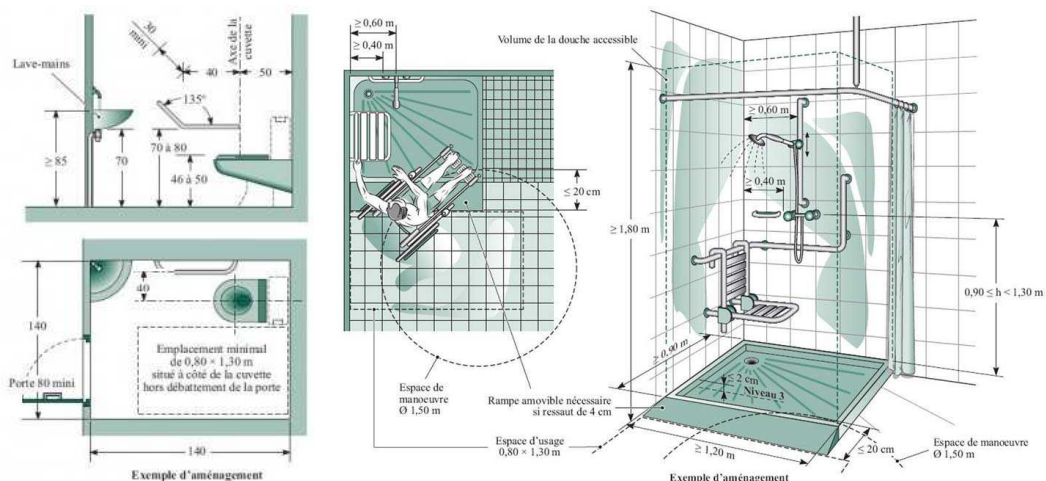 30
mini
Axe de la
cuvette
Lave-mains
40
50
135°
≥ 85
70
70 à 80
46 à 50
140
40
Porte 80 mini
Emplacement minimal
de 0,80 × 1,30 m
situé à côté de la cuvette
hors débattement de la porte
140
Exemple d'aménagement
≥ 0,60 m
≥ 0,40 m
≤ 20 cm
Espace de
manoeuvre
Ø 1,50 m
Rampe amovible nécessaire
si ressaut de 4 cm
Espace d'usage
0,80 × 1,30 m
Volume de la douche accessible
≥ 0,60 m
≥ 0,40 m
≥ 1,80 m
0,90 ≤ h < 1,30 m
≥ 0,90 m
≤ 2 cm
Niveau 3
≥ 1,20 m
≤ 20 cm
Espace de manoeuvre
Ø 1,50 m
Exemple d'aménagement